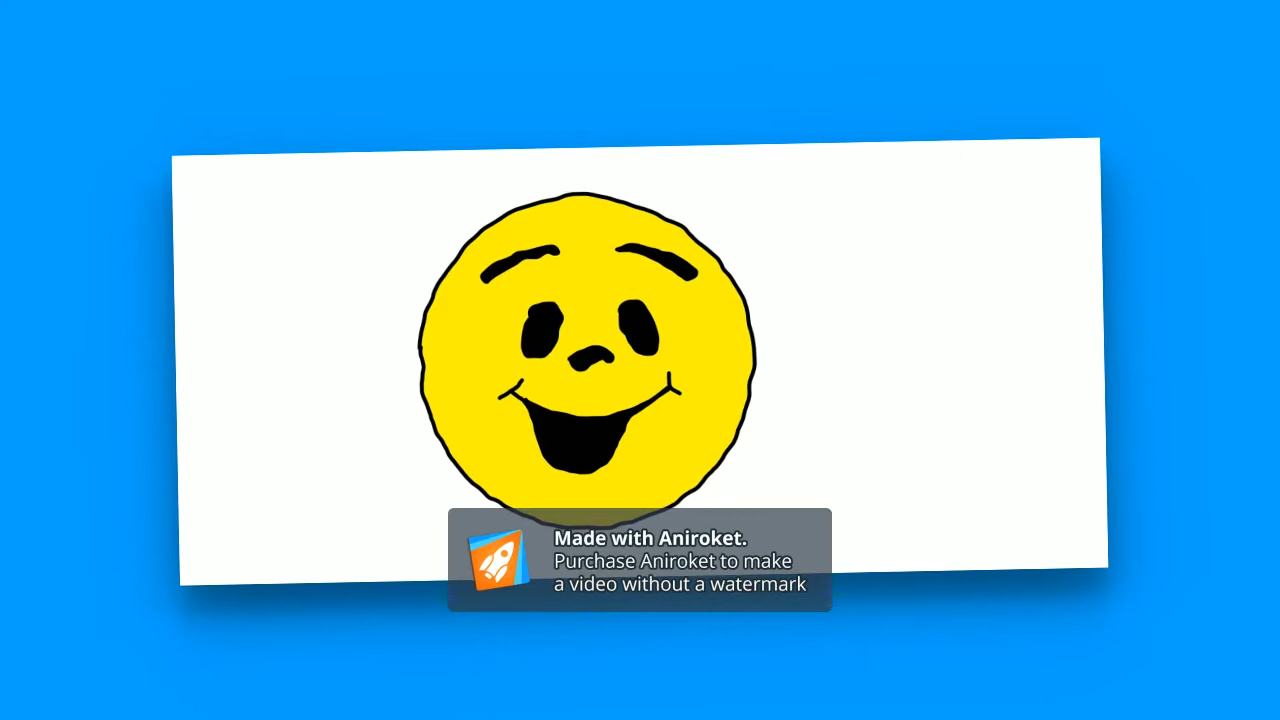 Made with Aniroket.
Purchase Aniroket to make
a video without a watermark